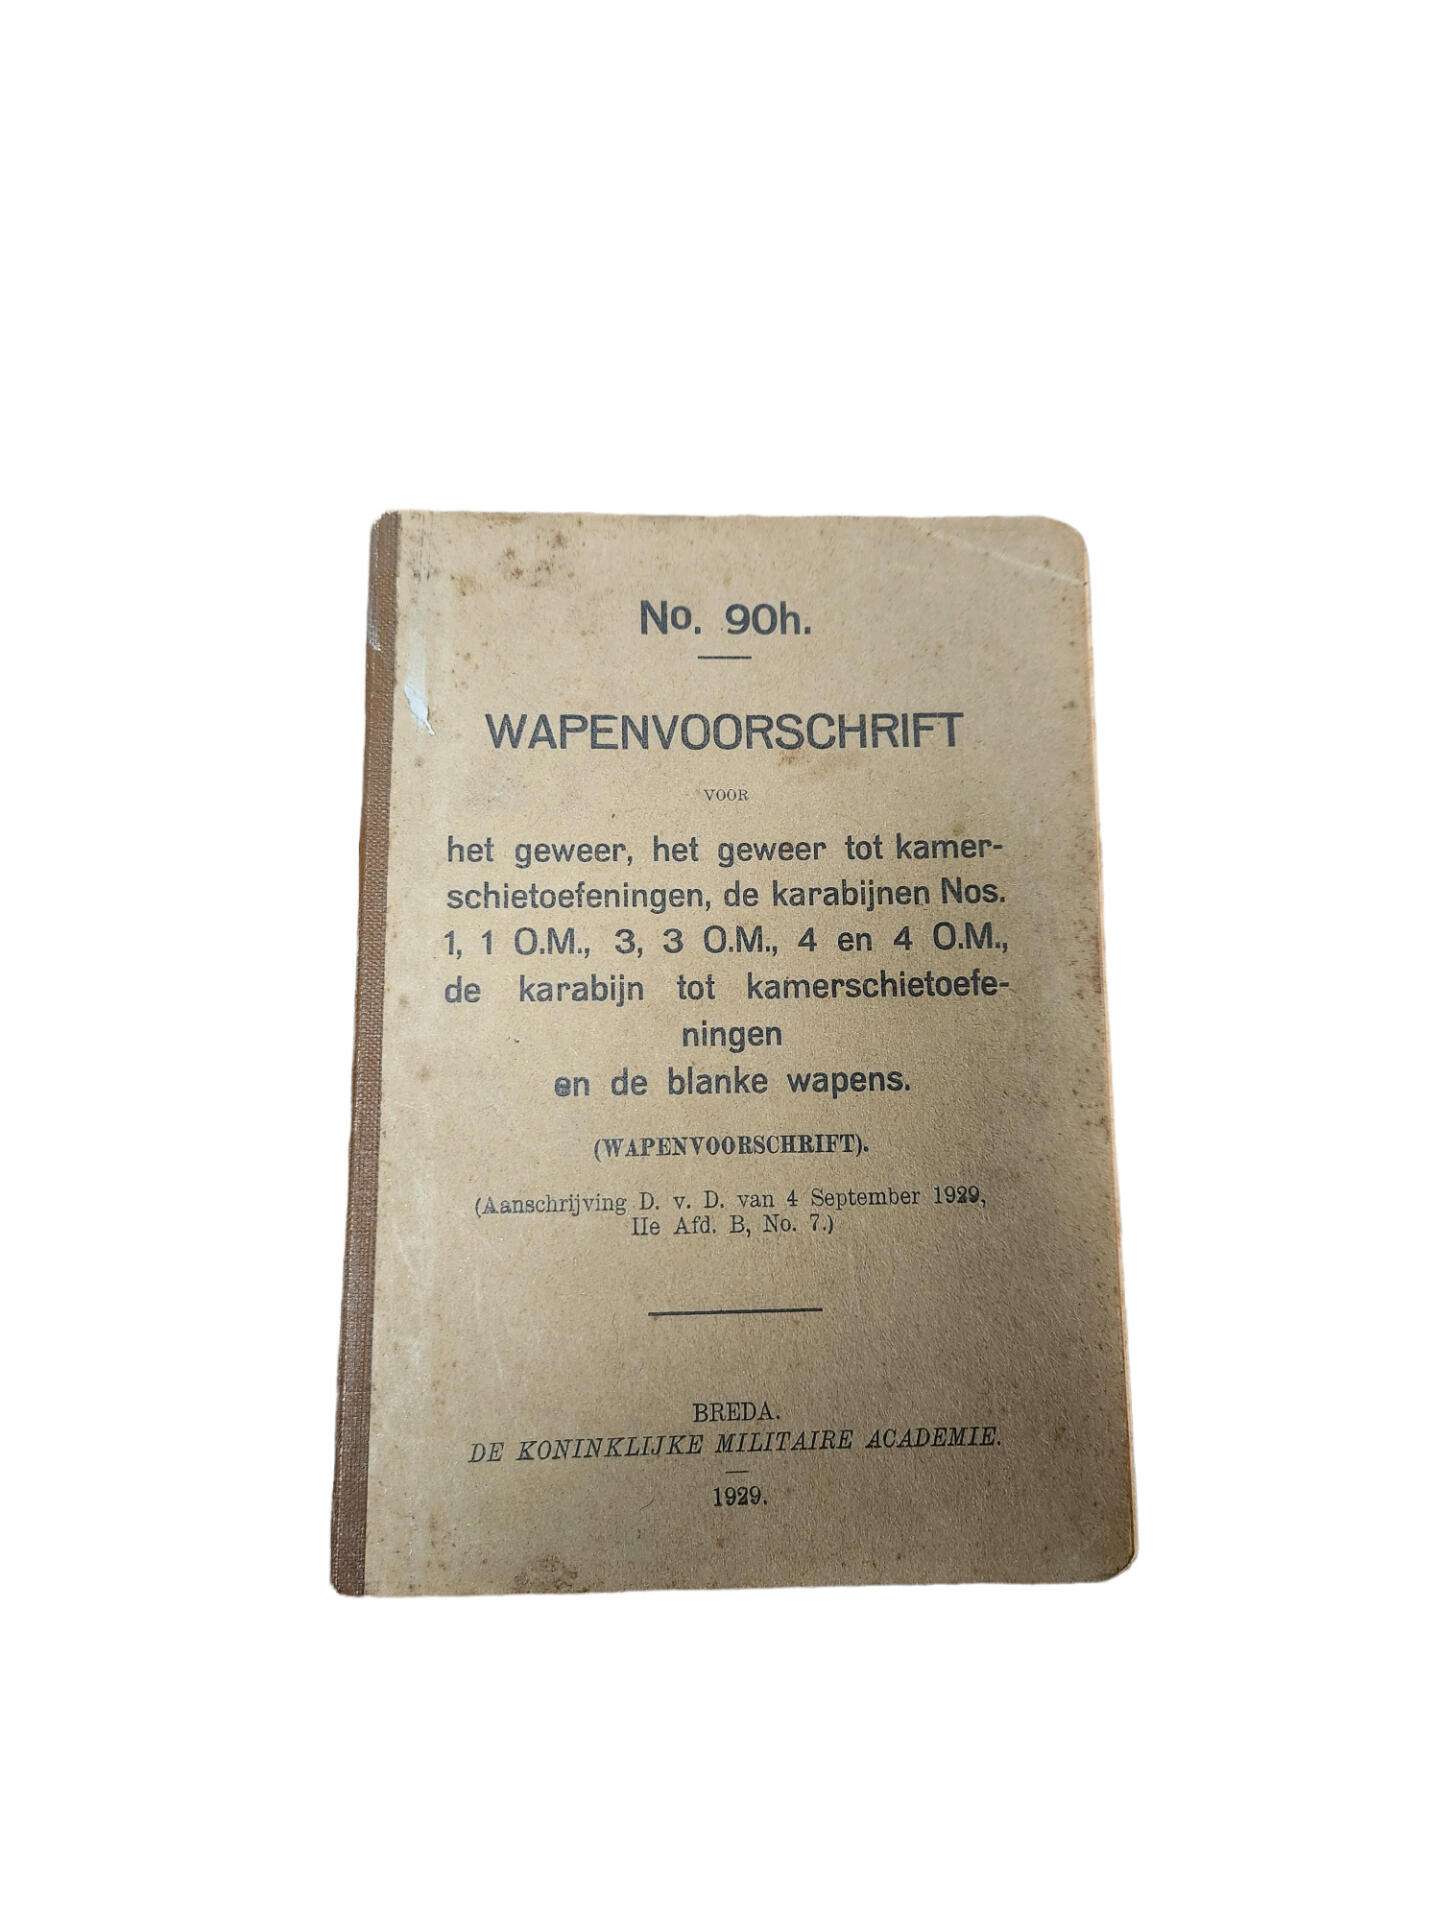 No. 90h.
WAPENVOORSCHRIFT
VOOR
het geweer, het geweer tot kamer-
schietoefeningen, de karabijnen Nos.
1, 1 O.M., 3, 3 O.M., 4 en 4 O.M.,
de karabijn tot kamerschietoefe-
ningen
en de blanke wapens.
(WAPENVOORSCHRIFT).
(Aanschrijving D. v. D. van 4 September 1929,
IIe Afd. B, No. 7.)
BREDA.
DE KONINKLIJKE MILITAIRE ACADEMIE.
1929.